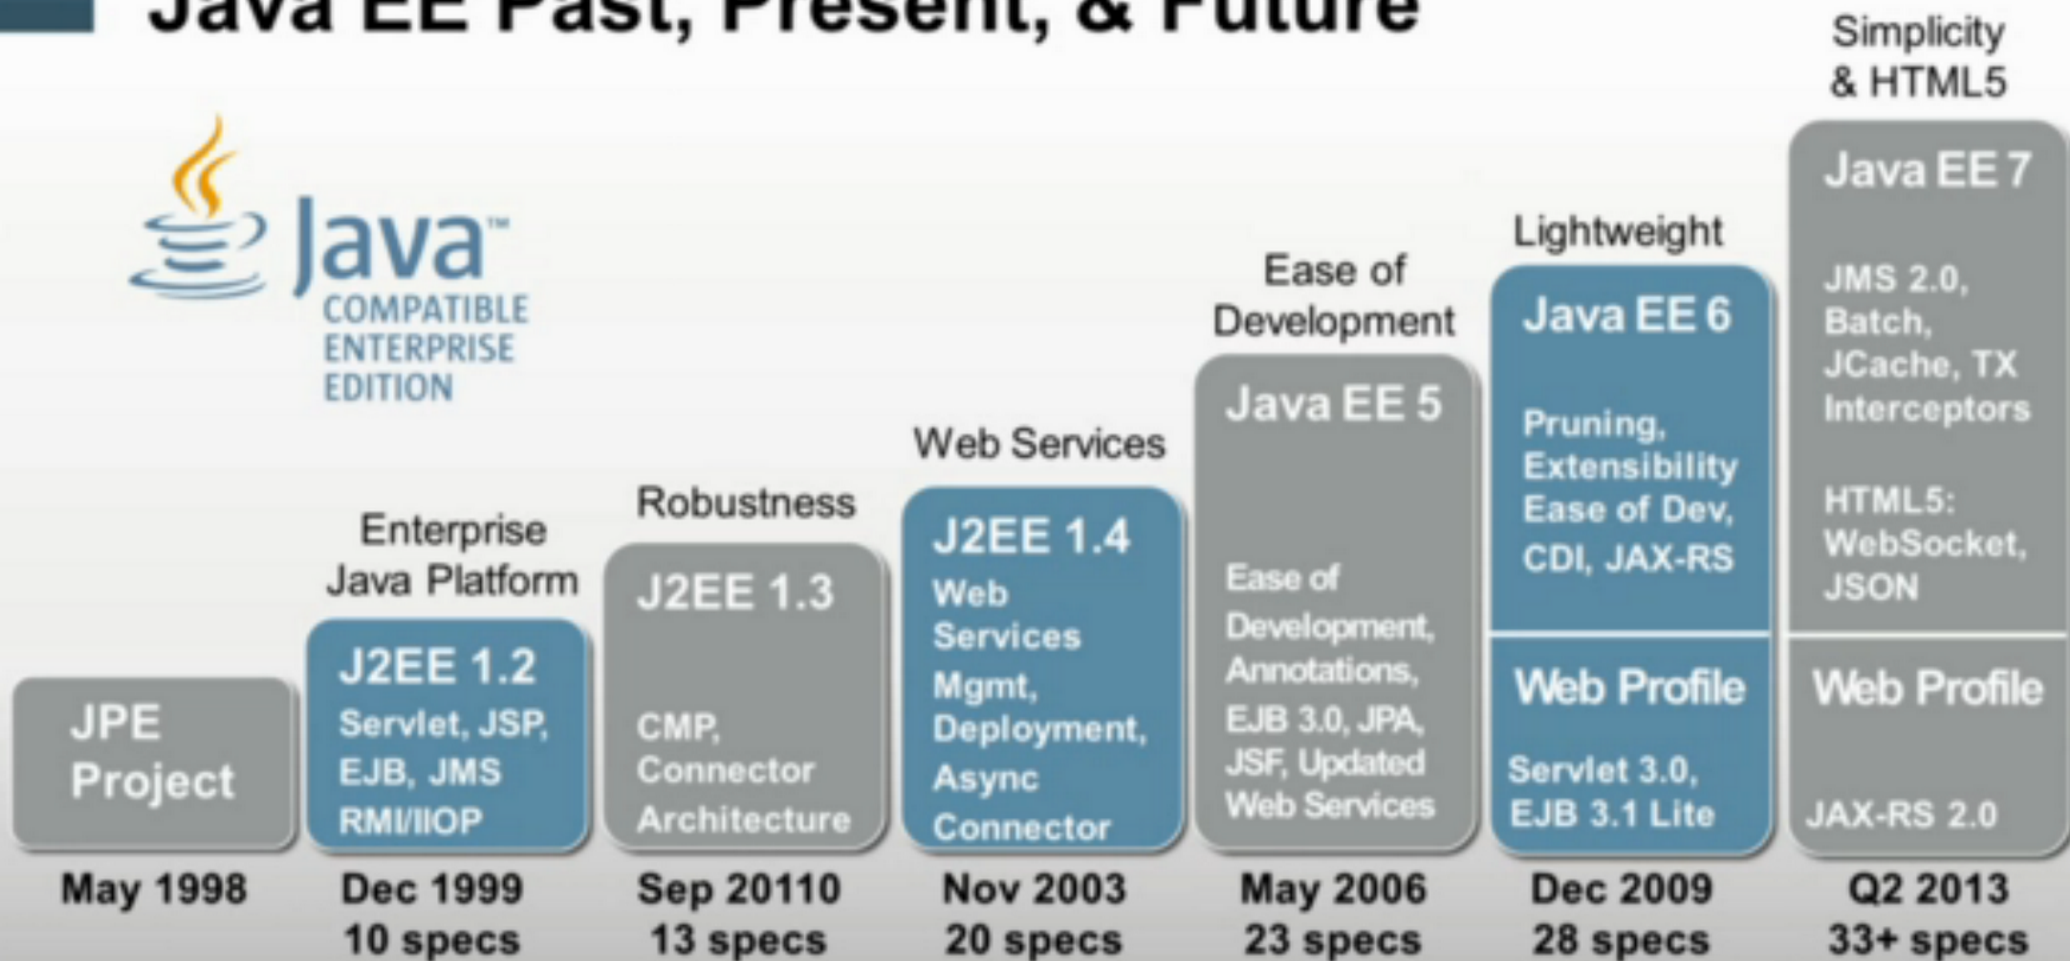 Java EE Past, Present, & Future
Java™
COMPATIBLE
ENTERPRISE
EDITION
JPE
Project
May 1998
Enterprise
Java Platform
J2EE 1.2
Servlet, JSP,
EJB, JMS
RMI/IIOP
Dec 1999
10 specs
Robustness
J2EE 1.3
CMP,
Connector
Architecture
Sep 20110
13 specs
Web Services
J2EE 1.4
Web
Services
Mgmt,
Deployment,
Async
Connector
Nov 2003
20 specs
Ease of
Development
Java EE 5
Ease of
Development,
Annotations,
EJB 3.0, JPA,
JSF, Updated
Web Services
May 2006
23 specs
Lightweight
Java EE 6
Pruning,
Extensibility
Ease of Dev,
CDI, JAX-RS
Web Profile
Servlet 3.0,
EJB 3.1 Lite
Dec 2009
28 specs
Simplicity
& HTML5
Java EE 7
JMS 2.0,
Batch,
JCache, TX
Interceptors
HTML5:
WebSocket,
JSON
Web Profile
JAX-RS 2.0
Q2 2013
33+ specs